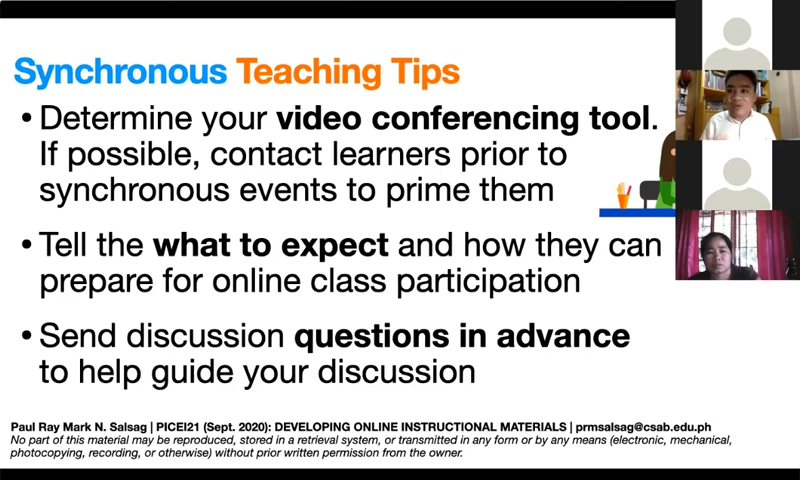 Synchronous Teaching Tips
• Determine your video conferencing tool.
If possible, contact learners prior to
synchronous events to prime them
• Tell the what to expect and how they can
prepare for online class participation
• Send discussion questions in advance
to help guide your discussion
Paul Ray Mark N. Salsag | PICEI21 (Sept. 2020): DEVELOPING ONLINE INSTRUCTIONAL MATERIALS | prmsalsag@csab.edu.ph
No part of this material may be reproduced, stored in a retrieval system, or transmitted in any form or by any means (electronic, mechanical,
photocopying, recording, or otherwise) without prior written permission from the owner.